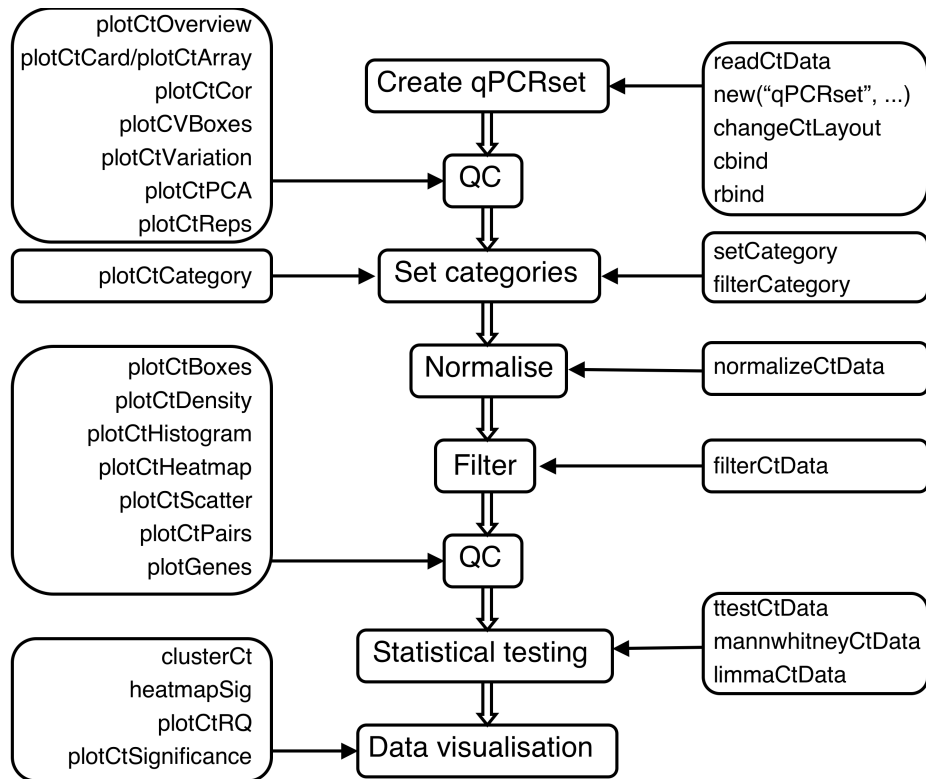 plotCtOverview
plotCtCard/plotCtArray
plotCtCor
plotCVBoxes
plotCtVariation
plotCtPCA
plotCtReps
plotCtCategory
plotCtBoxes
plotCtDensity
plotCtHistogram
plotCtHeatmap
plotCtScatter
plotCtPairs
plotGenes
clusterCt
heatmapSig
plotCtRQ
plotCtSignificance
Create qPCRset
QC
Set categories
Normalise
Filter
QC
Statistical testing
Data visualisation
readCtData
new(“qPCRset”, ...)
changeCtLayout
cbind
rbind
setCategory
filterCategory
normalizeCtData
filterCtData
ttestCtData
mannwhitneyCtData
limmaCtData